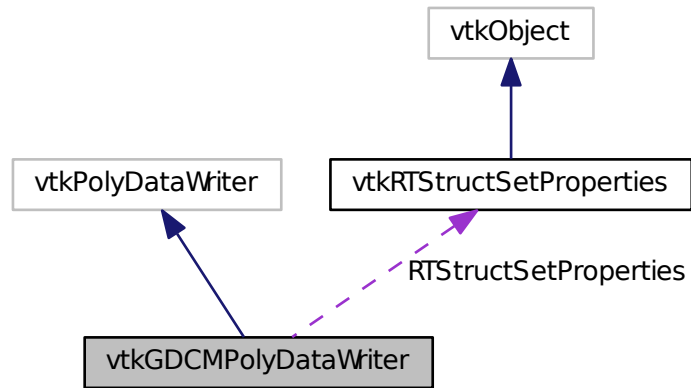 vtkObject
vtkPolyDataWriter
vtkRTStructSetProperties
RTStructSetProperties
vtkGDCMPolyDataWriter